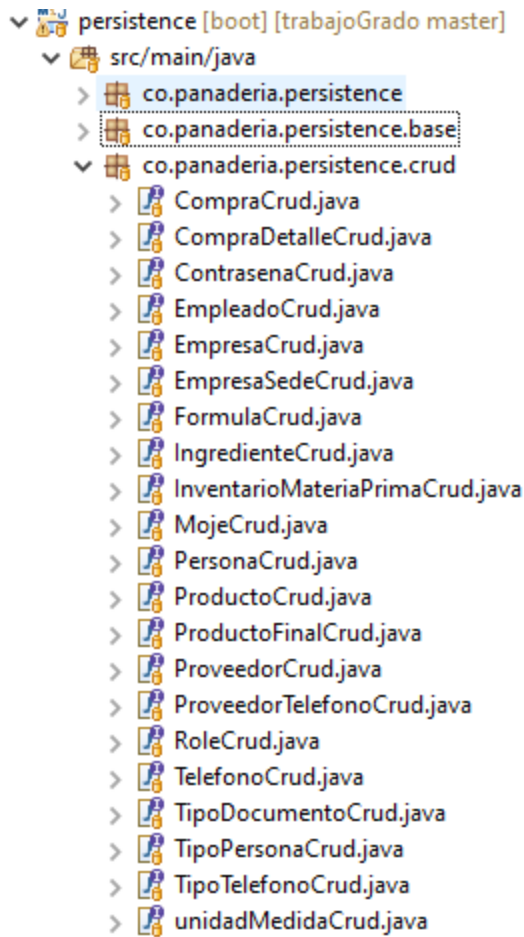 persistence [boot] [trabajoGrado master]
src/main/java
co.panaderia.persistence
co.panaderia.persistence.base
co.panaderia.persistence.crud
CompraCrud.java
CompraDetalleCrud.java
ContrasenaCrud.java
EmpleadoCrud.java
EmpresaCrud.java
EmpresaSedeCrud.java
FormulaCrud.java
IngredienteCrud.java
InventarioMateriaPrimaCrud.java
MojeCrud.java
PersonaCrud.java
ProductoCrud.java
ProductoFinalCrud.java
ProveedorCrud.java
ProveedorTelefonoCrud.java
RoleCrud.java
TelefonoCrud.java
TipoDocumentoCrud.java
TipoPersonaCrud.java
TipoTelefonoCrud.java
unidadMedidaCrud.java